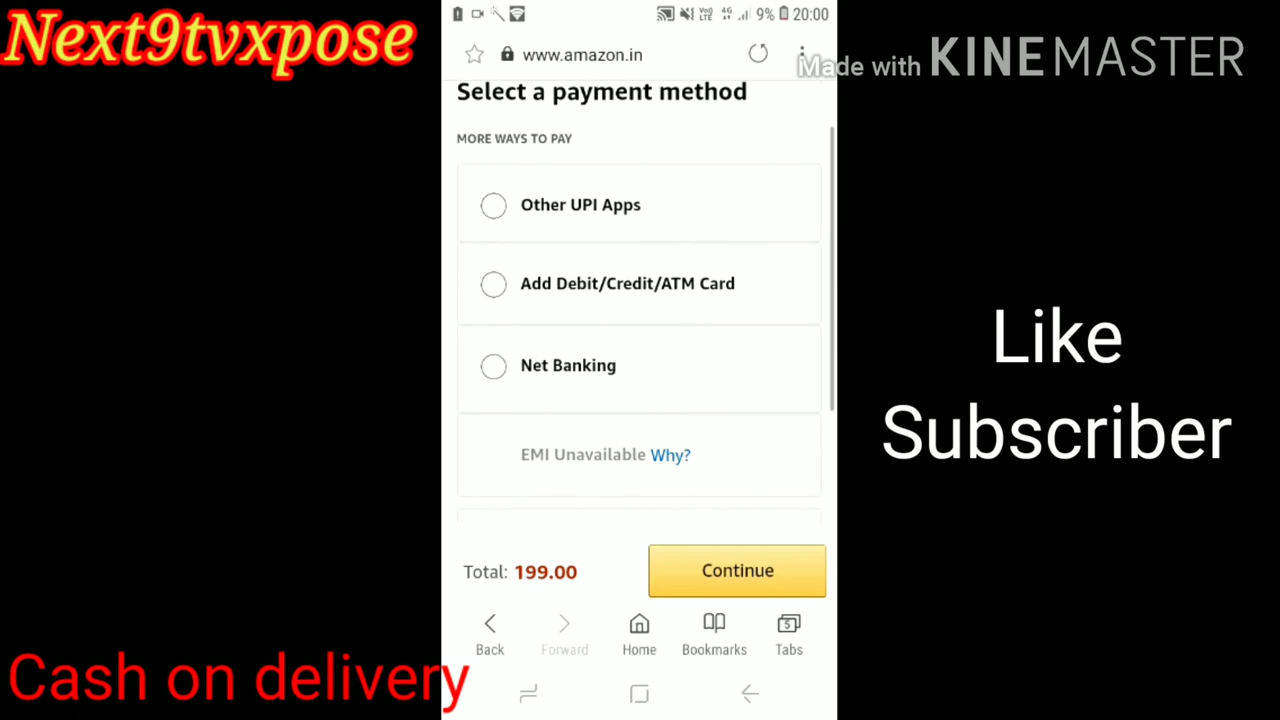 Next9tvxpose
9% 20:00
www.amazon.in
Made with KINEMASTER
Select a payment method
MORE WAYS TO PAY
Other UPI Apps
Add Debit/Credit/ATM Card
Net Banking
EMI Unavailable Why?
Like
Subscriber
Total: 199.00
Continue
Back
Forward
Home
Bookmarks
5
Tabs
Cash on delivery